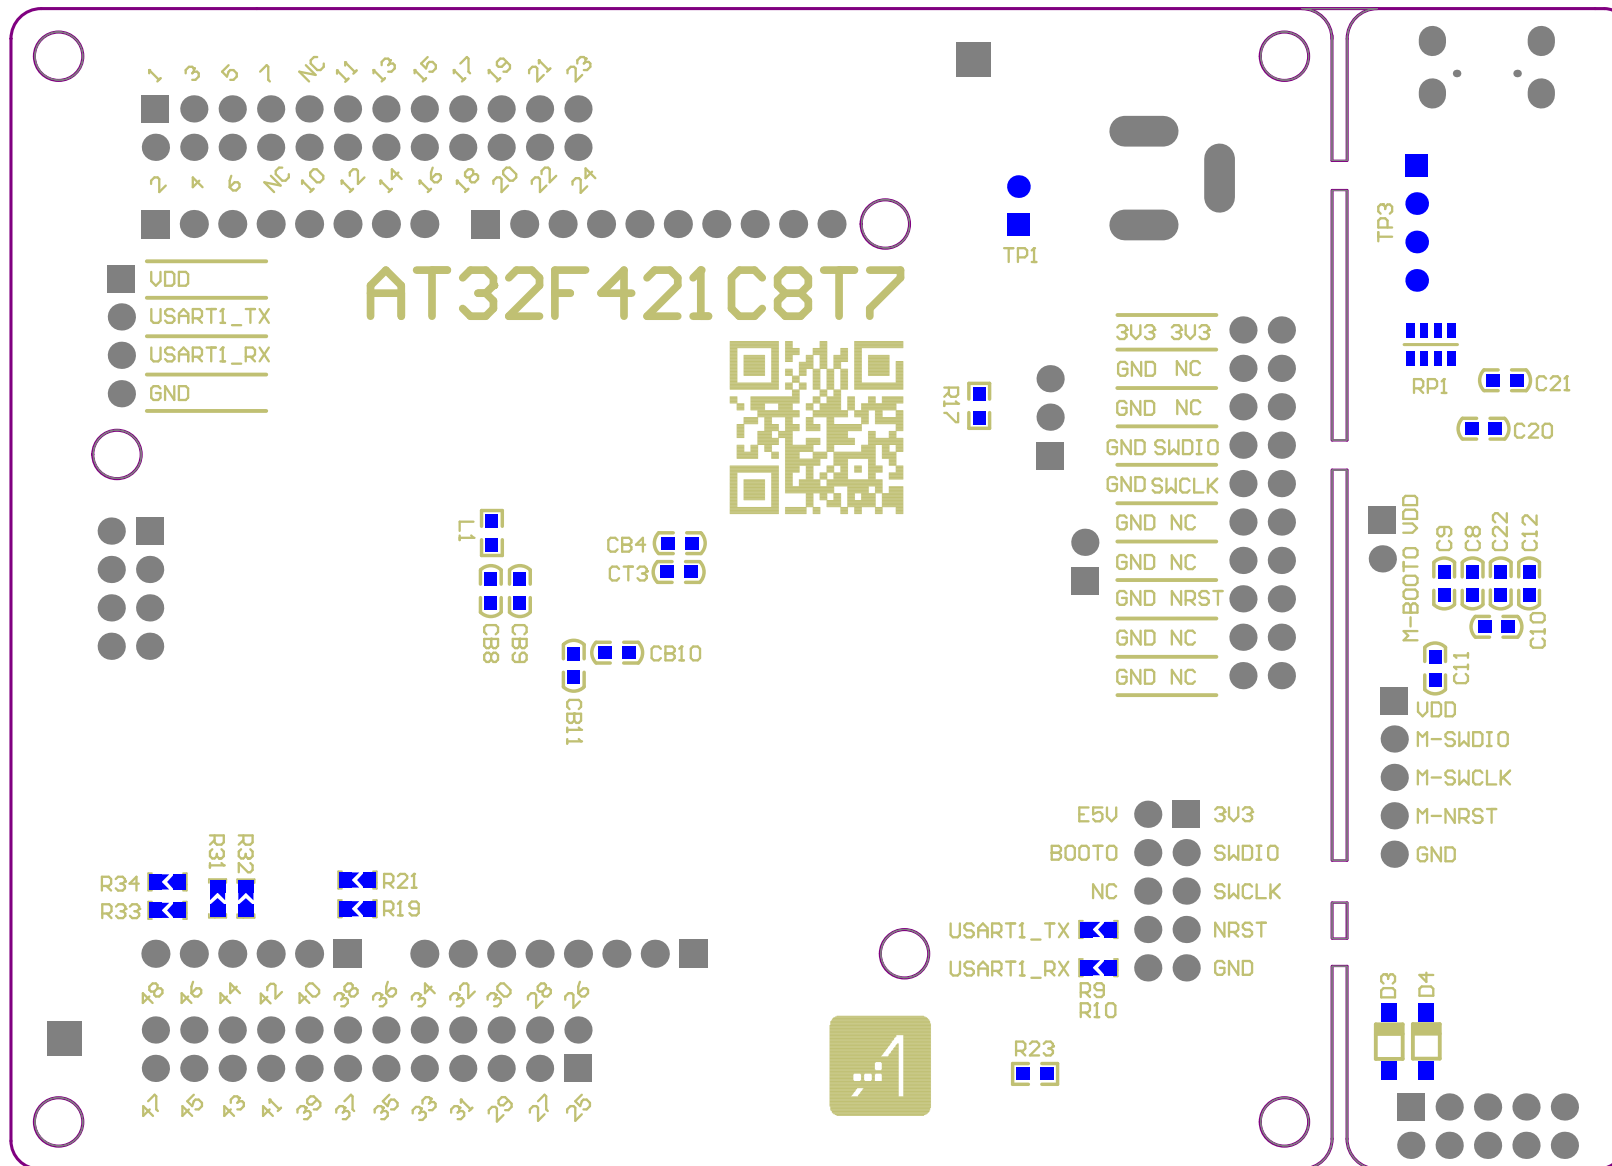 1 3 5 7 NC 11 13 15 17 19 21 23
2 4 6 NC 10 12 14 16 18 20 22 24
VDD
USART1_TX
USART1_RX
GND
AT32F421C8T7
TP1
TP3
RP1
C21
C20
R17
3V3 3V3
GND NC
GND NC
GND SWDIO
GND SWCLK
GND NC
GND NC
GND NRST
GND NC
GND NC
L1
CB4
CT3
CB8
CB9
CB10
CB11
M-BOOT0 VDD
C9
C8
C22
C12
C10
C11
VDD
M-SWDIO
M-SWCLK
M-NRST
GND
E5V 3V3
BOOT0 SWDIO
NC SWCLK
USART1_TX NRST
USART1_RX GND
R9
R10
R31
R32
R34
R33
R21
R19
48 46 44 42 40 38 36 34 32 30 28 26
47 45 43 41 39 37 35 33 31 29 27 25
R23
D3
D4